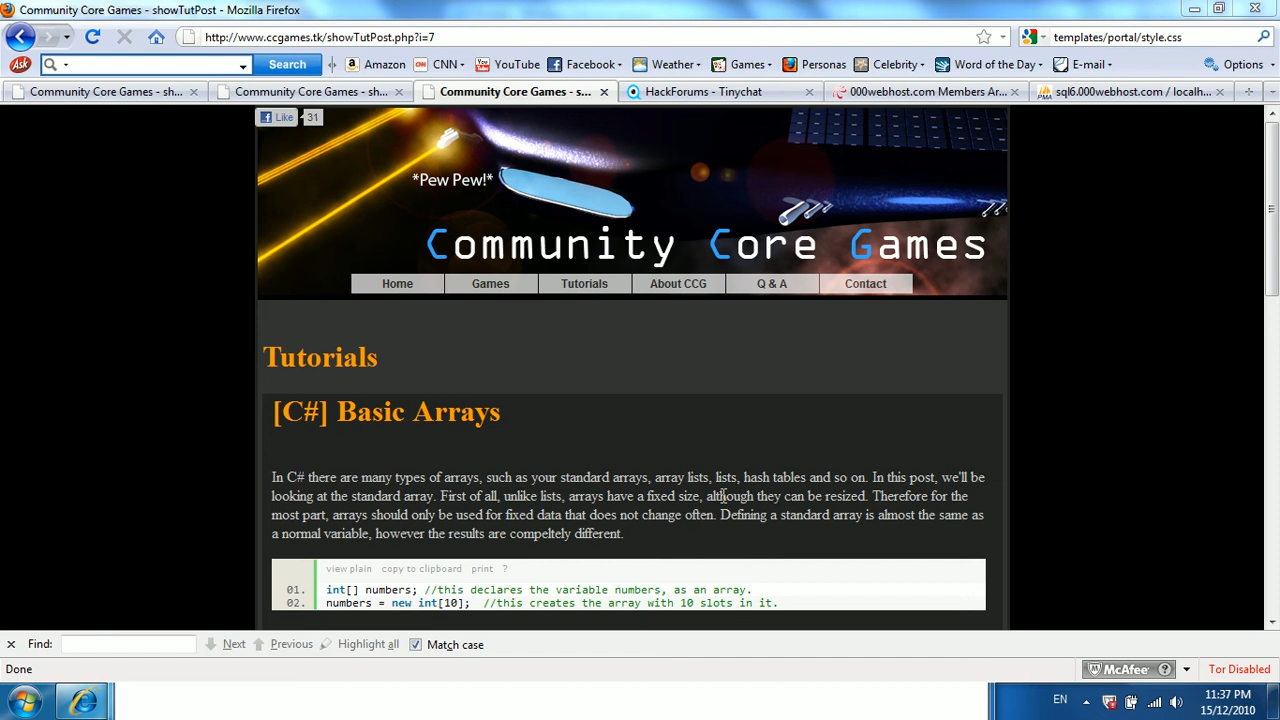 Community Core Games - showTutPost - Mozilla Firefox
http://www.ccgames.tk/showTutPost.php?i=7
templates/portal/style.css
Ask Search Amazon CNN YouTube Facebook Weather Games Personas Celebrity Word of the Day E-mail Options
Community Core Games - sh... Community Core Games - sh... Community Core Games - s... HackForums - Tinychat 000webhost.com Members Ar... PMA sql6.000webhost.com / localh...
Like 31
*Pew Pew!*
Community Core Games
Home Games Tutorials About CCG Q & A Contact
Tutorials
[C#] Basic Arrays
In C# there are many types of arrays, such as your standard arrays, array lists, lists, hash tables and so on. In this post, we'll be
looking at the standard array. First of all, unlike lists, arrays have a fixed size, although they can be resized. Therefore for the
most part, arrays should only be used for fixed data that does not change often. Defining a standard array is almost the same as
a normal variable, however the results are compeltely different.
view plain copy to clipboard print ?
01. int[] numbers; //this declares the variable numbers, as an array.
02. numbers = new int[10]; //this creates the array with 10 slots in it.
Find: Next Previous Highlight all Match case
Done McAfee ? Tor Disabled
EN 11:37 PM
15/12/2010